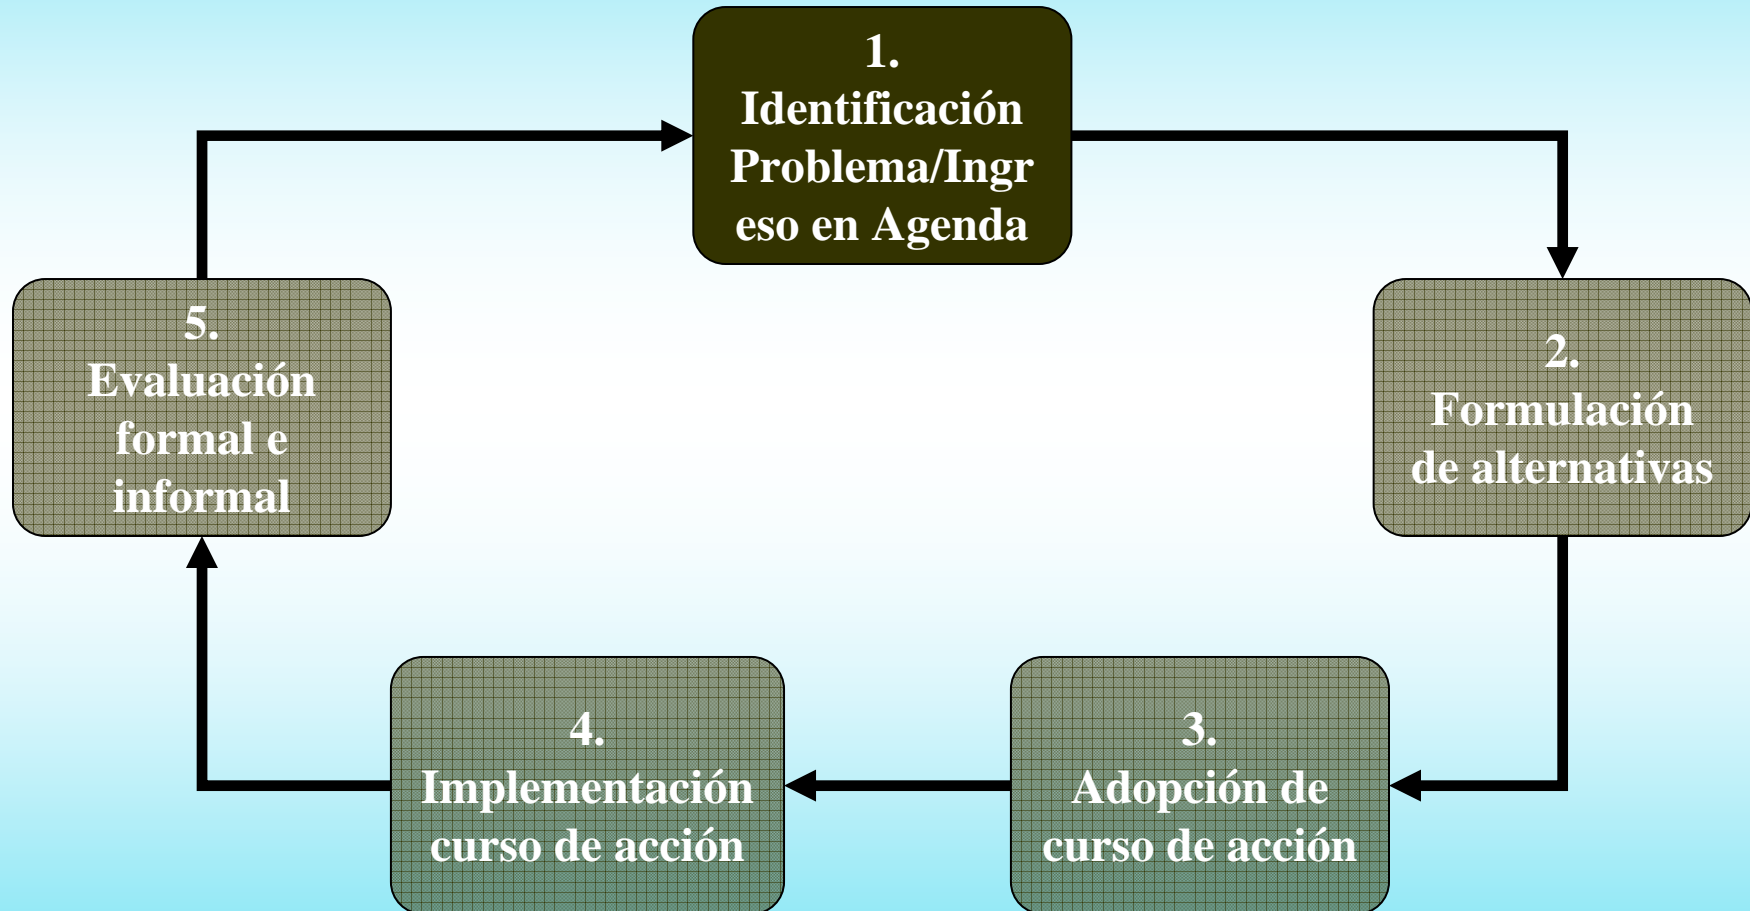 1.
Identificación
Problema/Ingr
eso en Agenda
2.
Formulación
de alternativas
3.
Adopción de
curso de acción
4.
Implementación
curso de acción
5.
Evaluación
formal e
informal